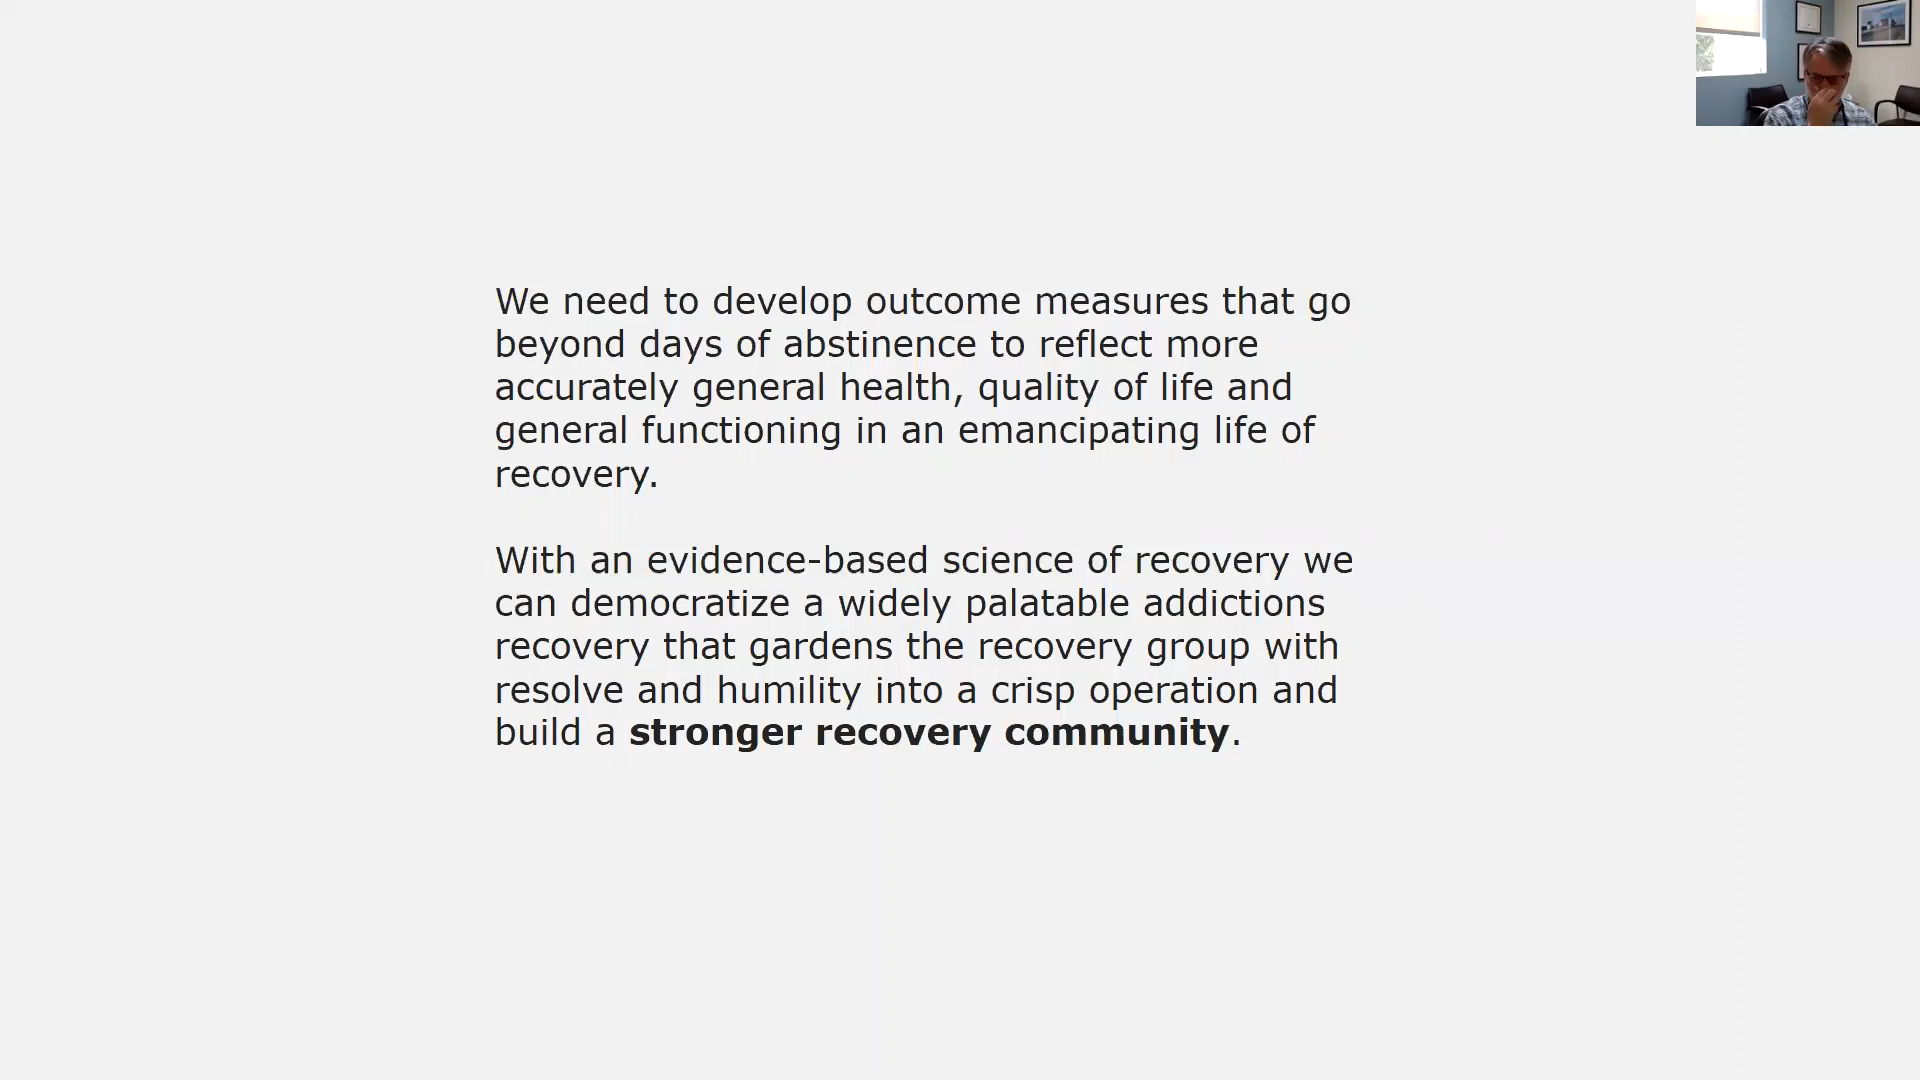 We need to develop outcome measures that go
beyond days of abstinence to reflect more
accurately general health, quality of life and
general functioning in an emancipating life of
recovery.
With an evidence-based science of recovery we
can democratize a widely palatable addictions
recovery that gardens the recovery group with
resolve and humility into a crisp operation and
build a stronger recovery community.